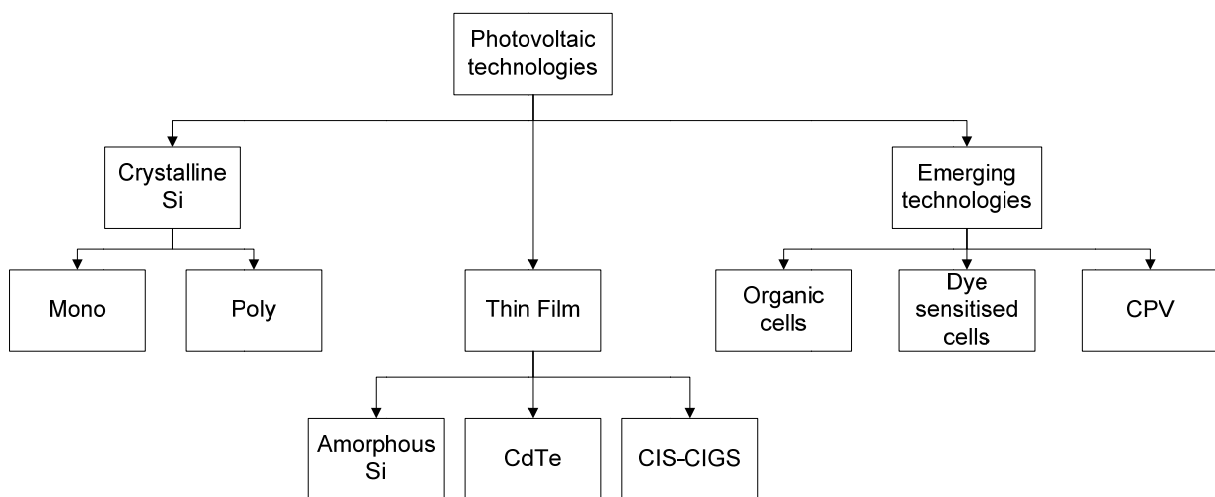 Photovoltaic
technologies
Crystalline
Si
Emerging
technologies
Mono
Poly
Thin Film
Organic
cells
Dye
sensitised
cells
CPV
Amorphous
Si
CdTe
CIS-CIGS